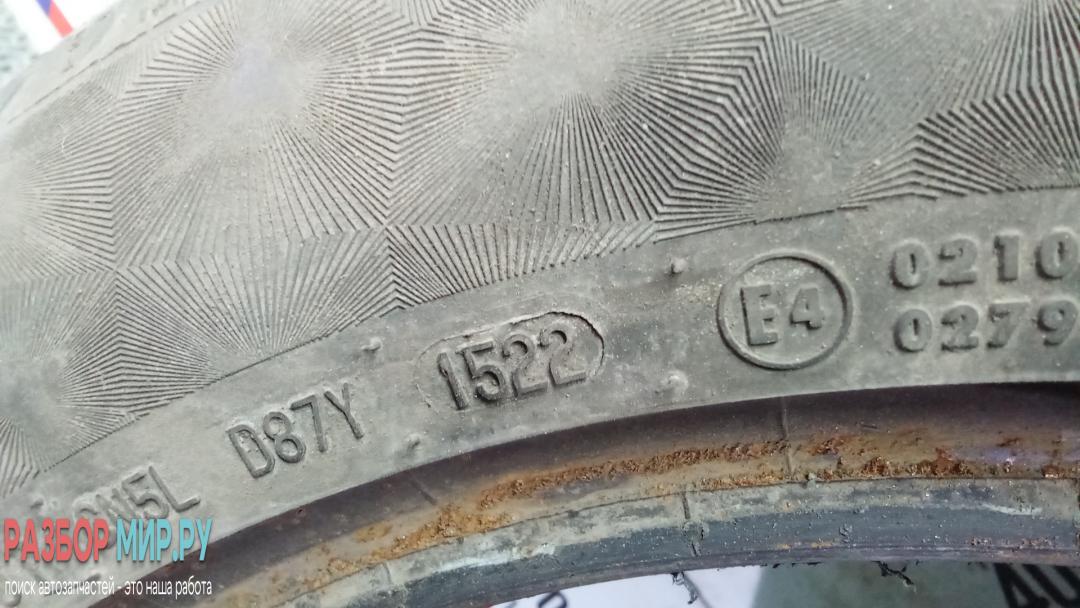 E4
0210
0279
1522
D87Y
РАЗБОР МИР.РУ
поиск автозапчастей - это наша работа